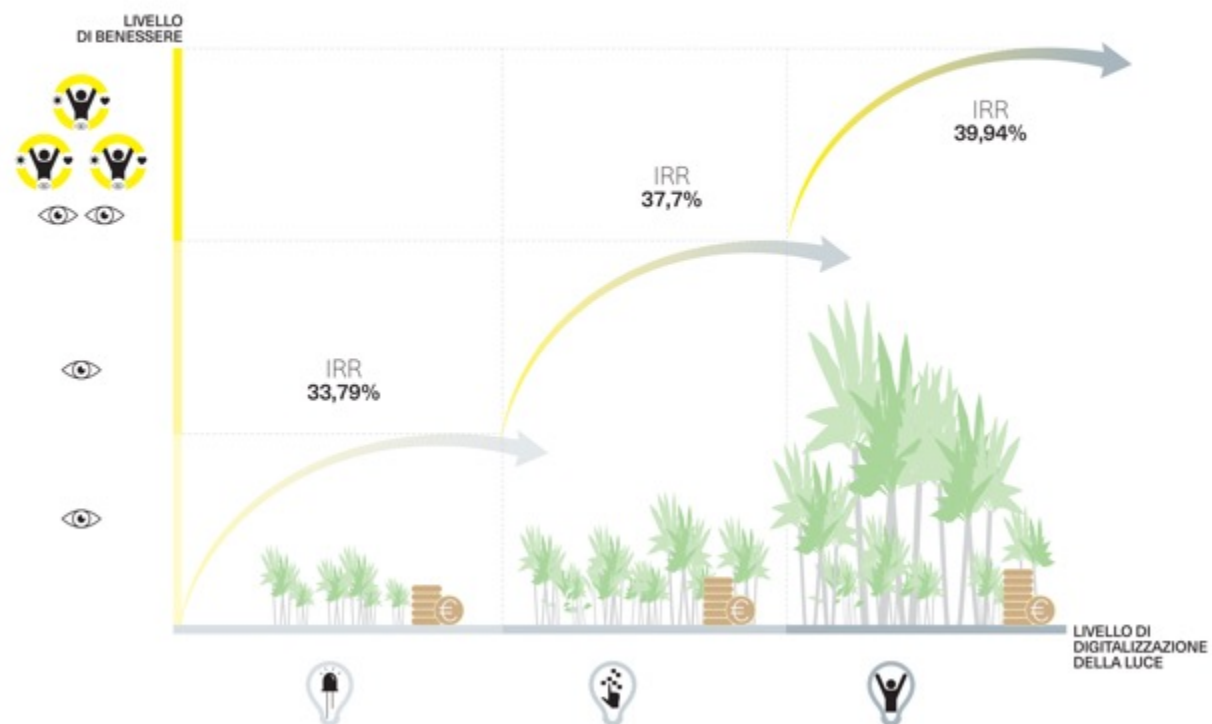 LIVELLO
DI BENESSERE
IRR
39,94%
IRR
37,7%
IRR
33,79%
€
€
€
LIVELLO DI
DIGITALIZZAZIONE
DELLA LUCE